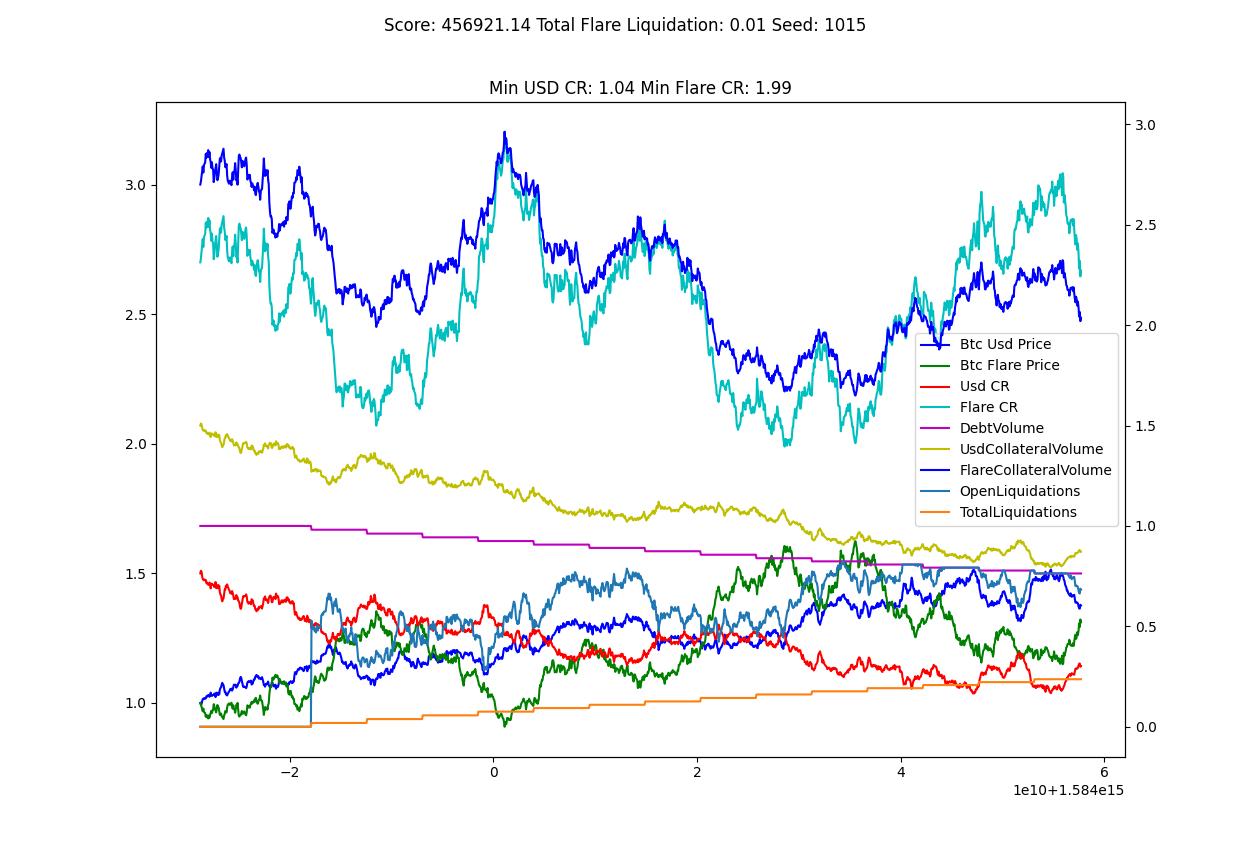 Score: 456921.14 Total Flare Liquidation: 0.01 Seed: 1015
Min USD CR: 1.04 Min Flare CR: 1.99
3.0
2.5
2.0
1.5
1.0
3.0
2.5
2.0
1.5
1.0
0.5
0.0
Btc Usd Price
Btc Flare Price
Usd CR
Flare CR
DebtVolume
UsdCollateralVolume
FlareCollateralVolume
OpenLiquidations
TotalLiquidations
−2 0 2 4 6
1e10+1.584e15